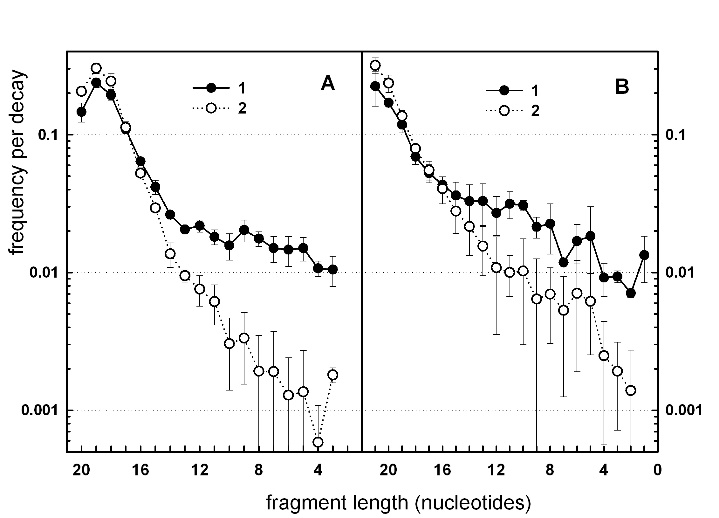 A
B
1
2
1
2
frequency per decay
0.1
0.01
0.001
0.1
0.01
0.001
20 16 12 8 4
20 16 12 8 4 0
fragment length (nucleotides)